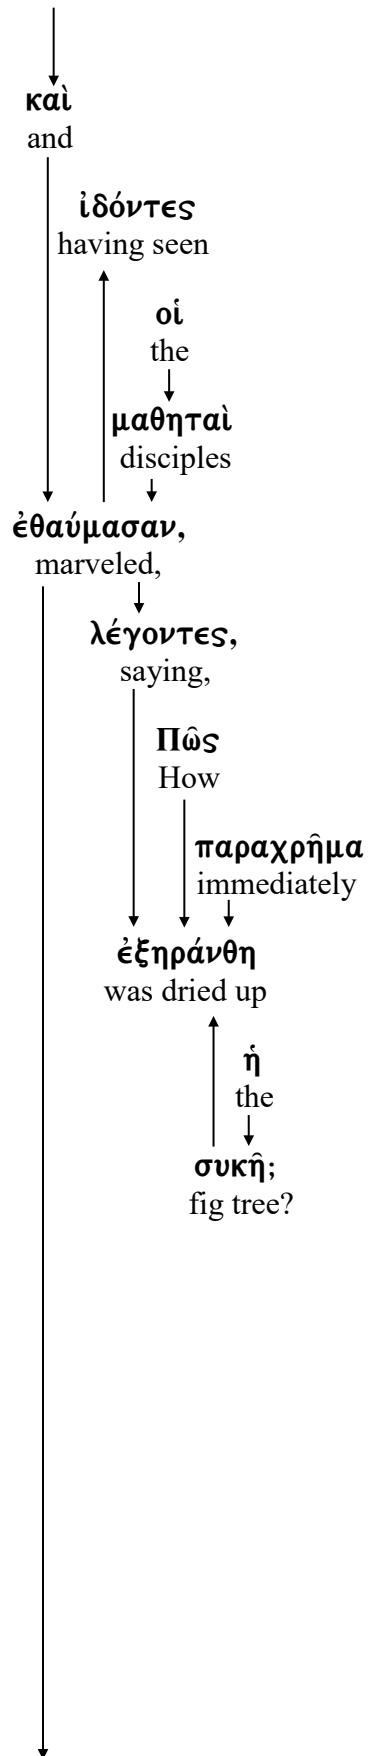 καὶ
and
ἰδόντες
having seen
οἱ
the
μαθηταὶ
disciples
ἐθαύμασαν,
marveled,
λέγοντες,
saying,
Πῶς
How
παραχρῆμα
immediately
ἐξηράνθη
was dried up
ἡ
the
συκῆ;
fig tree?